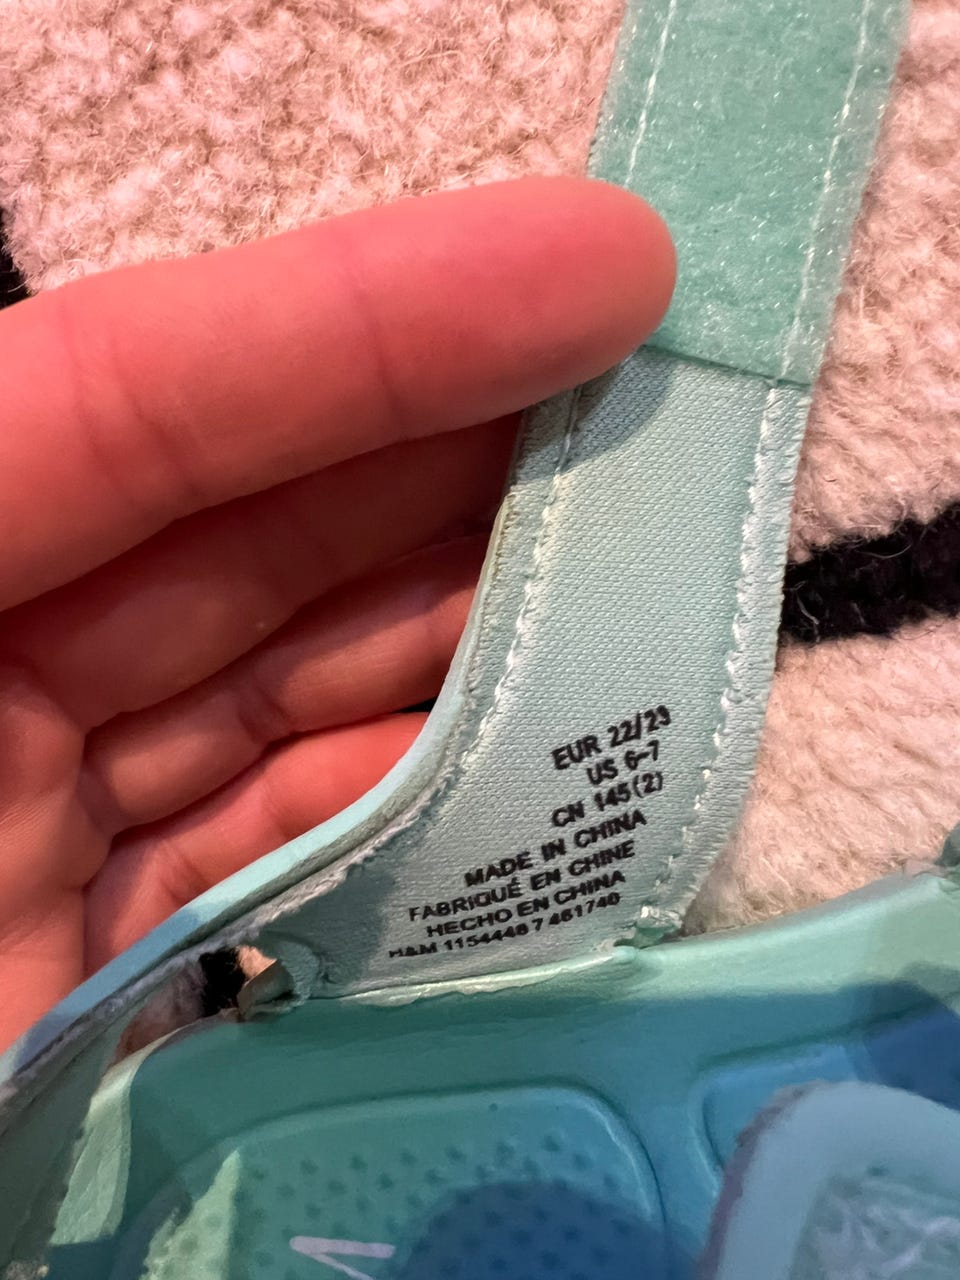 EUR 22/23
US 6-7
CN 145(2)
MADE IN CHINA
FABRIQUÉ EN CHINE
HECHO EN CHINA
H&M 1154446 7 461740